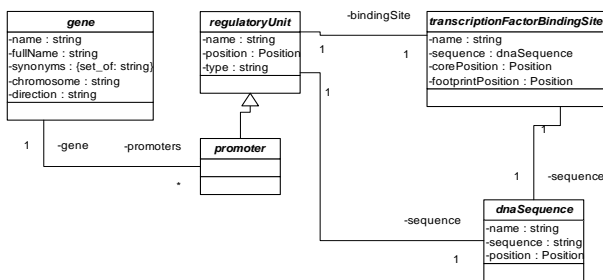 gene
-name : string
-fullName : string
-synonyms : {set_of: string}
-chromosome : string
-direction : string
regulatoryUnit
-name : string
-position : Position
-type : string
-bindingSite
1
1
1
transcriptionFactorBindingSite
-name : string
-sequence : dnaSequence
-corePosition : Position
-footprintPosition : Position
1
1
-gene
-promoters
*
promoter
1
-sequence
-sequence
1
dnaSequence
-name : string
-sequence : string
-position : Position